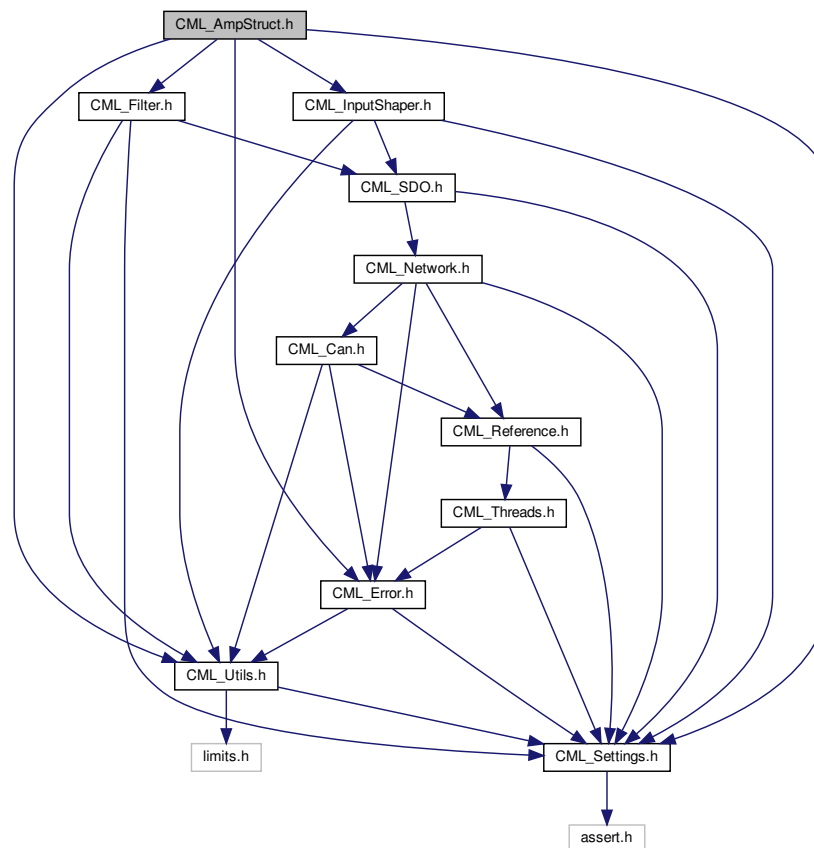 CML_AmpStruct.h
CML_Filter.h
CML_InputShaper.h
CML_SDO.h
CML_Network.h
CML_Can.h
CML_Reference.h
CML_Threads.h
CML_Error.h
CML_Utils.h
limits.h
CML_Settings.h
assert.h